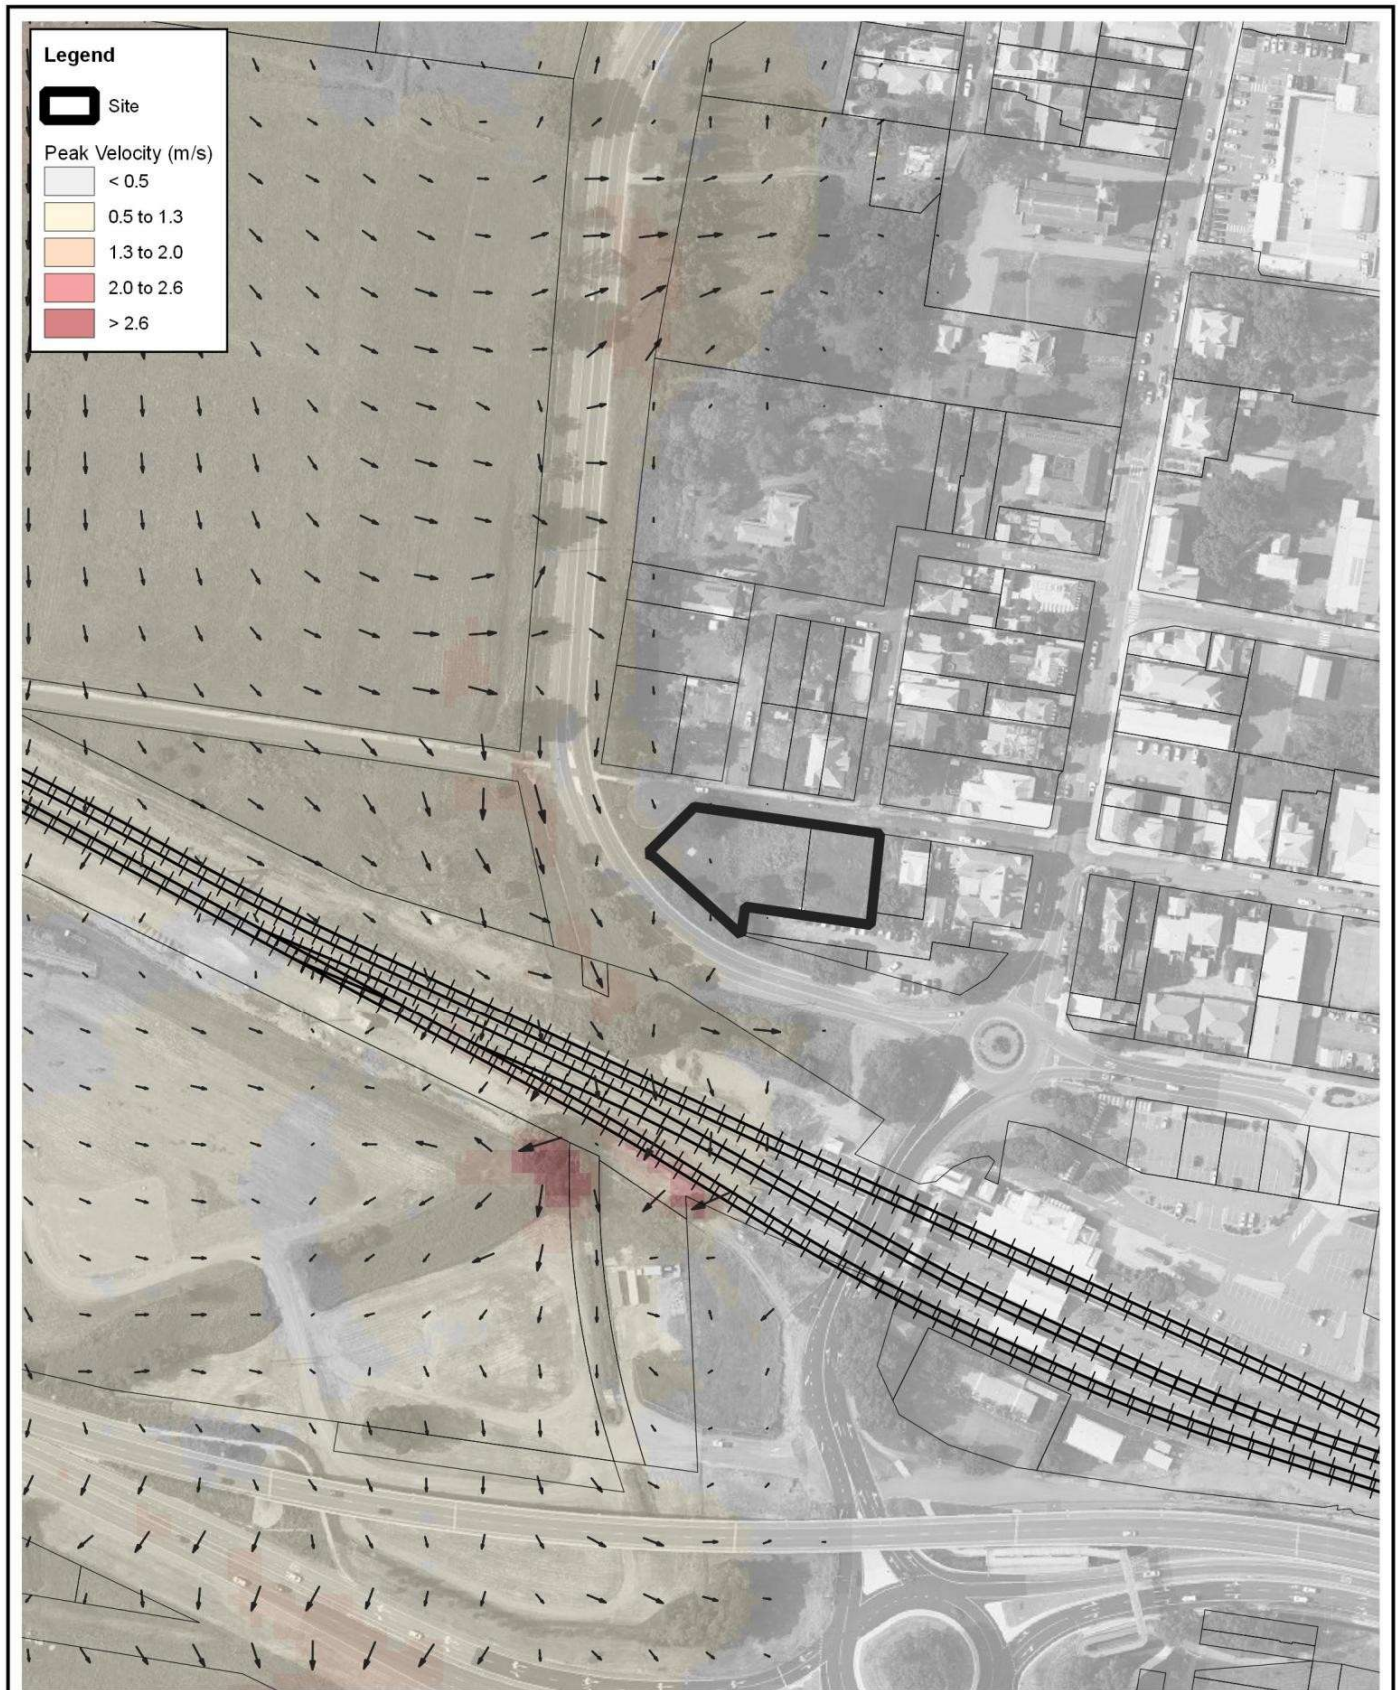 Legend
Site
Peak Velocity (m/s)
< 0.5
0.5 to 1.3
1.3 to 2.0
2.0 to 2.6
> 2.6